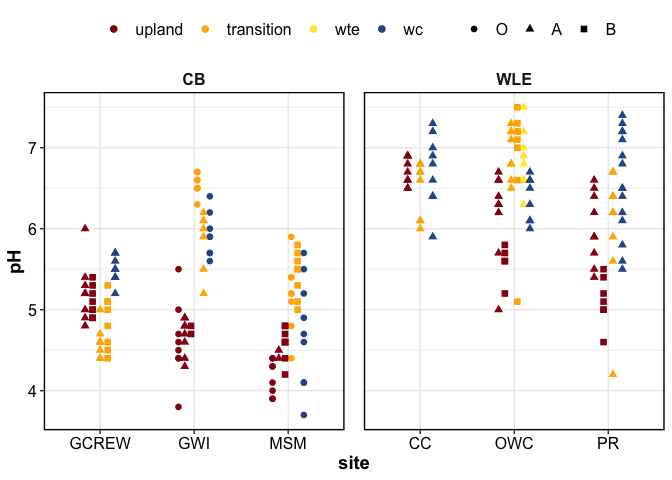 upland transition wte wc O A B
CB WLE
7
6
5
4
pH
GCREW GWI MSM CC OWC PR
site